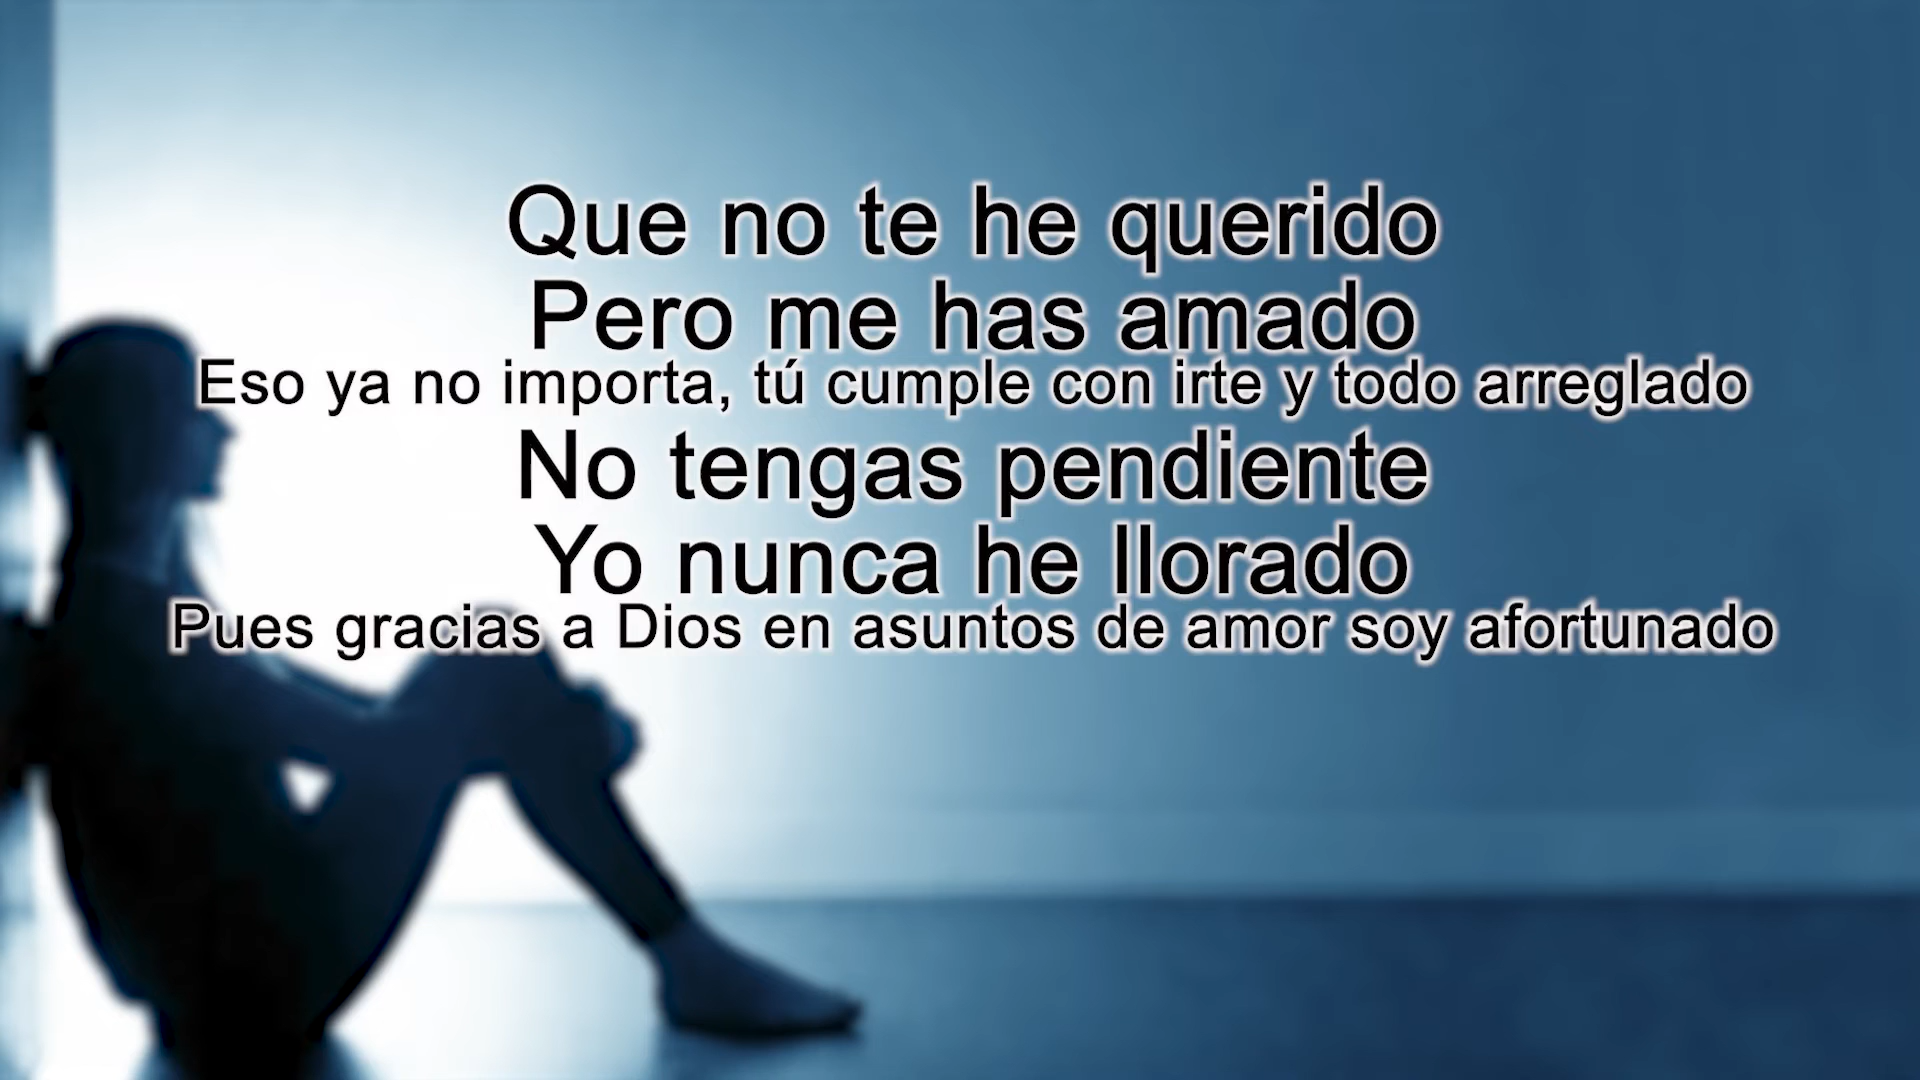 Que no te he querido
Pero me has amado
Eso ya no importa, tú cumple con irte y todo arreglado
No tengas pendiente
Yo nunca he llorado
Pues gracias a Dios en asuntos de amor soy afortunado